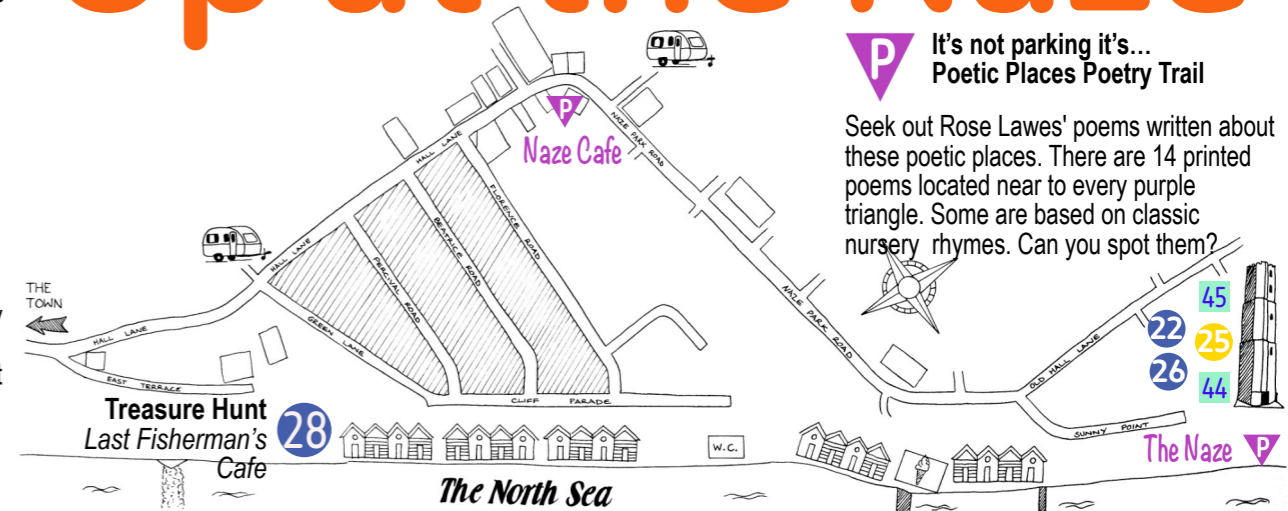 Up at the Naze
P
It's not parking it's…
Poetic Places Poetry Trail
Seek out Rose Lawes' poems written about
these poetic places. There are 14 printed
poems located near to every purple
triangle. Some are based on classic
nursery rhymes. Can you spot them?
P
Naze Cafe
HALL LANE
NAZE PARK ROAD
FLORENCE ROAD
BEATRICE ROAD
PERCIVAL ROAD
HALL LANE
GREEN LANE
THE
TOWN
HALL LANE
EAST TERRACE
CLIFF PARADE
NAZE PARK ROAD
OLD HALL LANE
SUNNY POINT
45
22
25
26
44
The Naze
P
Treasure Hunt
Last Fisherman's
Cafe
28
W.C.
The North Sea